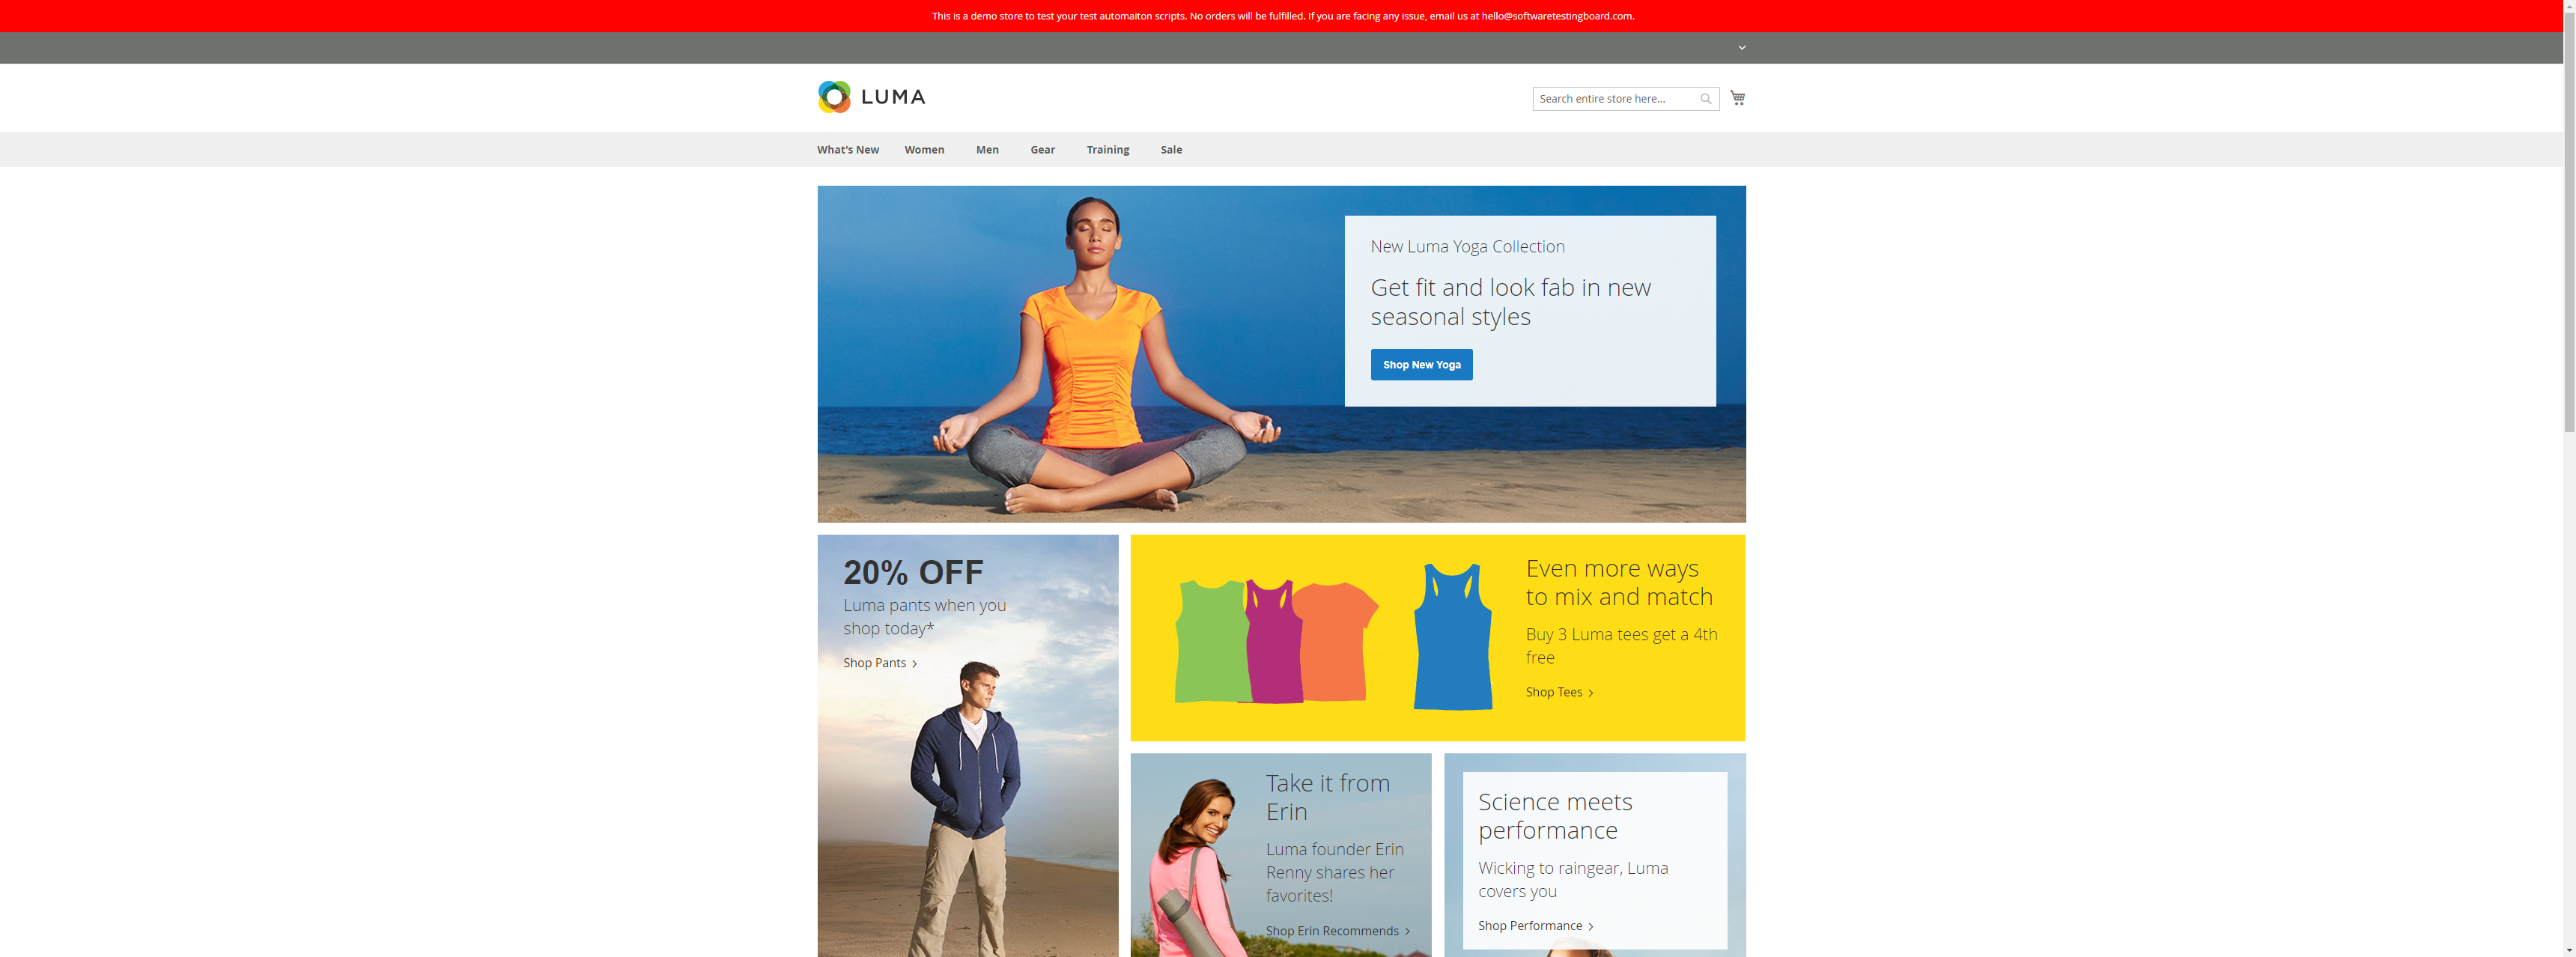 This is a demo store to test your test automaiton scripts. No orders will be fulfilled. If you are facing any issue, email us at hello@softwaretestingboard.com.
LUMA
Search entire store here...
What's New Women Men Gear Training Sale
New Luma Yoga Collection
Get fit and look fab in new
seasonal styles
Shop New Yoga
20% OFF
Luma pants when you
shop today*
Shop Pants
Even more ways
to mix and match
Buy 3 Luma tees get a 4th
free
Shop Tees
Take it from
Erin
Luma founder Erin
Renny shares her
favorites!
Shop Erin Recommends
Science meets
performance
Wicking to raingear, Luma
covers you
Shop Performance